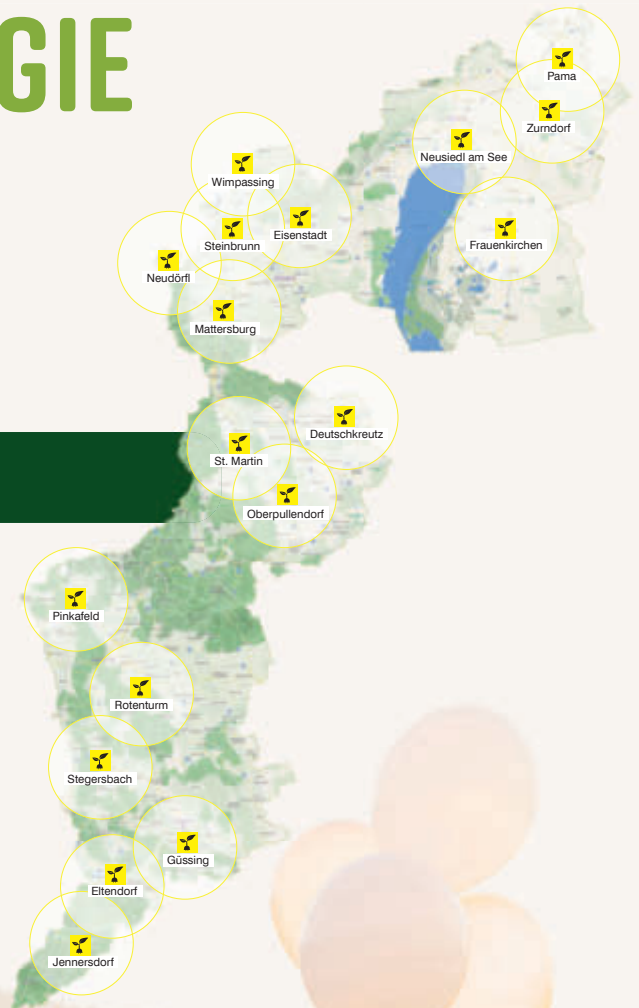 GIE
Pama
Zurndorf
Neusiedl am See
Wimpassing
Eisenstadt
Steinbrunn
Frauenkirchen
Neudörfl
Mattersburg
Deutschkreutz
St. Martin
Oberpullendorf
Pinkafeld
Rotenturm
Stegersbach
Güssing
Eltendorf
Jennersdorf